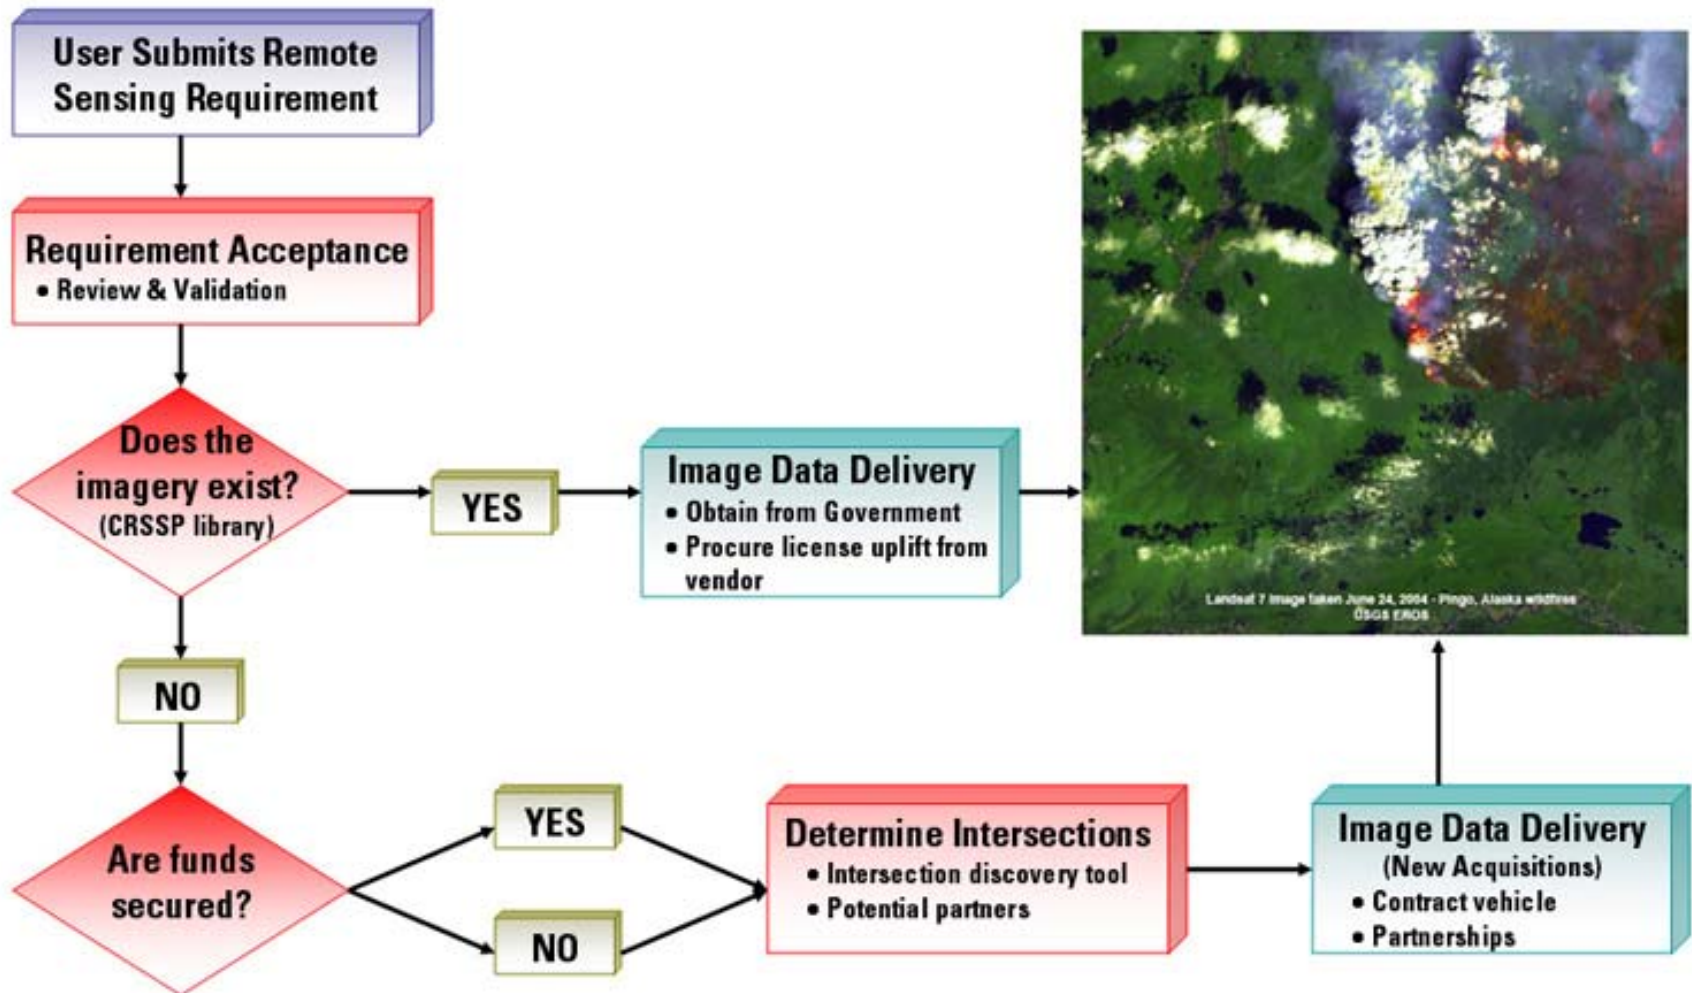 User Submits Remote
Sensing Requirement
Requirement Acceptance
• Review & Validation
Does the
imagery exist?
(CRSSP library)
YES
Image Data Delivery
• Obtain from Government
• Procure license uplift from
vendor
Landsat 7 image taken June 24, 2004 - Pingo, Alaska wildfires
USGS EROS
NO
Are funds
secured?
YES
NO
Determine Intersections
• Intersection discovery tool
• Potential partners
Image Data Delivery
(New Acquisitions)
• Contract vehicle
• Partnerships